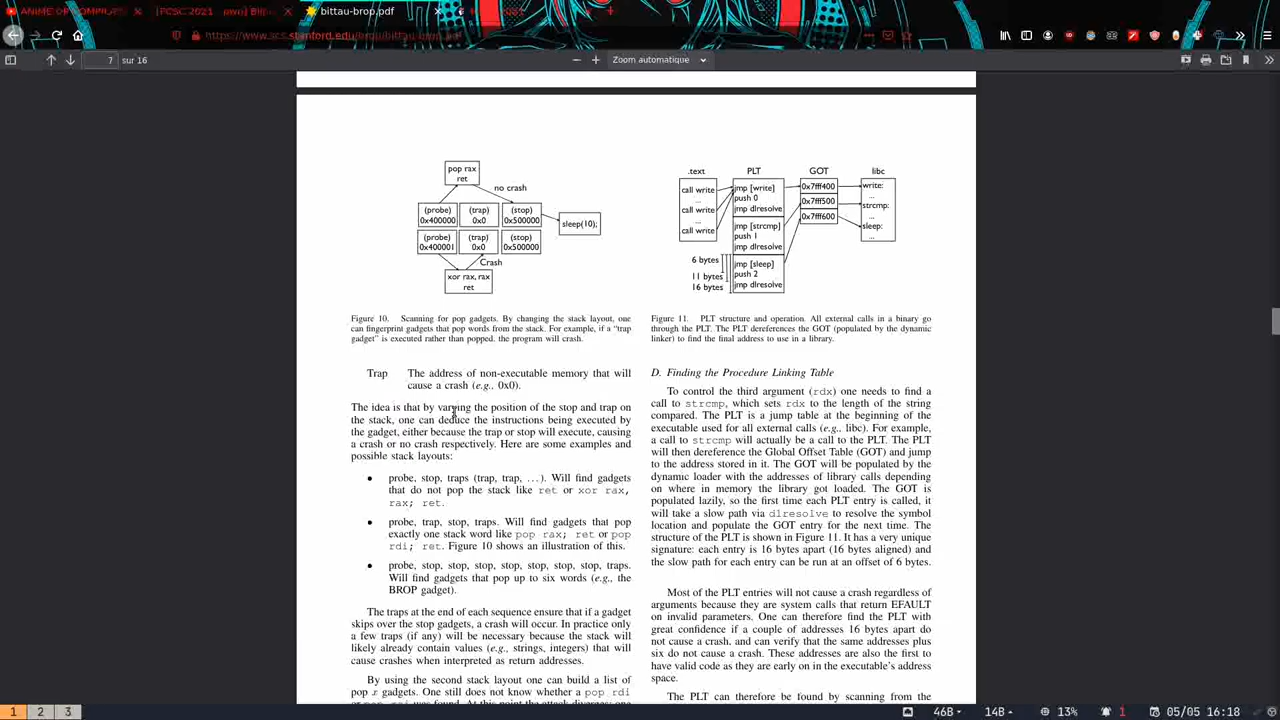 ANIME OR COMPILAT
[PCSC 2021
bittau-brop.pdf
https://www.scs.stanford.edu/brop/bittau-brop.pdf
7 sur 16
Zoom automatique
pop rax
ret
no crash
(probe) (trap) (stop)
0x400000 0x0 0x500000
sleep(10);
(probe) (trap) (stop)
0x400001 0x0 0x500000
Crash
xor rax, rax
ret
Figure 10. Scanning for pop gadgets. By changing the stack layout, one
can fingerprint gadgets that pop words from the stack. For example, if a “trap
gadget” is executed rather than popped, the program will crash.
Trap The address of non-executable memory that will
cause a crash (e.g., 0x0).
The idea is that by varying the position of the stop and trap on
the stack, one can deduce the instructions being executed by
the gadget, either because the trap or stop will execute, causing
a crash or no crash respectively. Here are some examples and
possible stack layouts:
• probe, stop, traps (trap, trap, ...). Will find gadgets
that do not pop the stack like ret or xor rax,
rax; ret.
• probe, trap, stop, traps. Will find gadgets that pop
exactly one stack word like pop rax; ret or pop
rdi; ret. Figure 10 shows an illustration of this.
• probe, stop, stop, stop, stop, stop, stop, stop, traps.
Will find gadgets that pop up to six words (e.g., the
BROP gadget).
The traps at the end of each sequence ensure that if a gadget
skips over the stop gadgets, a crash will occur. In practice only
a few traps (if any) will be necessary because the stack will
likely already contain values (e.g., strings, integers) that will
cause crashes when interpreted as return addresses.
By using the second stack layout one can build a list of
pop x gadgets. One still does not know whether a pop rdi
.text PLT GOT libc
call write
...
call write
...
call write
jmp [write]
push 0
jmp dlresolve
jmp [strcmp]
push 1
jmp dlresolve
jmp [sleep]
push 2
jmp dlresolve
0x7fff400
0x7fff500
0x7fff600
write:
...
strcmp:
...
sleep:
...
6 bytes
11 bytes
16 bytes
Figure 11. PLT structure and operation. All external calls in a binary go
through the PLT. The PLT dereferences the GOT (populated by the dynamic
linker) to find the final address to use in a library.
D. Finding the Procedure Linking Table
To control the third argument (rdx) one needs to find a
call to strcmp, which sets rdx to the length of the string
compared. The PLT is a jump table at the beginning of the
executable used for all external calls (e.g., libc). For example,
a call to strcmp will actually be a call to the PLT. The PLT
will then dereference the Global Offset Table (GOT) and jump
to the address stored in it. The GOT will be populated by the
dynamic loader with the addresses of library calls depending
on where in memory the library got loaded. The GOT is
populated lazily, so the first time each PLT entry is called, it
will take a slow path via dlresolve to resolve the symbol
location and populate the GOT entry for the next time. The
structure of the PLT is shown in Figure 11. It has a very unique
signature: each entry is 16 bytes apart (16 bytes aligned) and
the slow path for each entry can be run at an offset of 6 bytes.
Most of the PLT entries will not cause a crash regardless of
arguments because they are system calls that return EFAULT
on invalid parameters. One can therefore find the PLT with
great confidence if a couple of addresses 16 bytes apart do
not cause a crash, and can verify that the same addresses plus
six do not cause a crash. These addresses are also the first to
have valid code as they are early on in the executable's address
space.
The PLT can therefore be found by scanning from the
1 2 3
46B 14B 13% 1 05/05 16:18